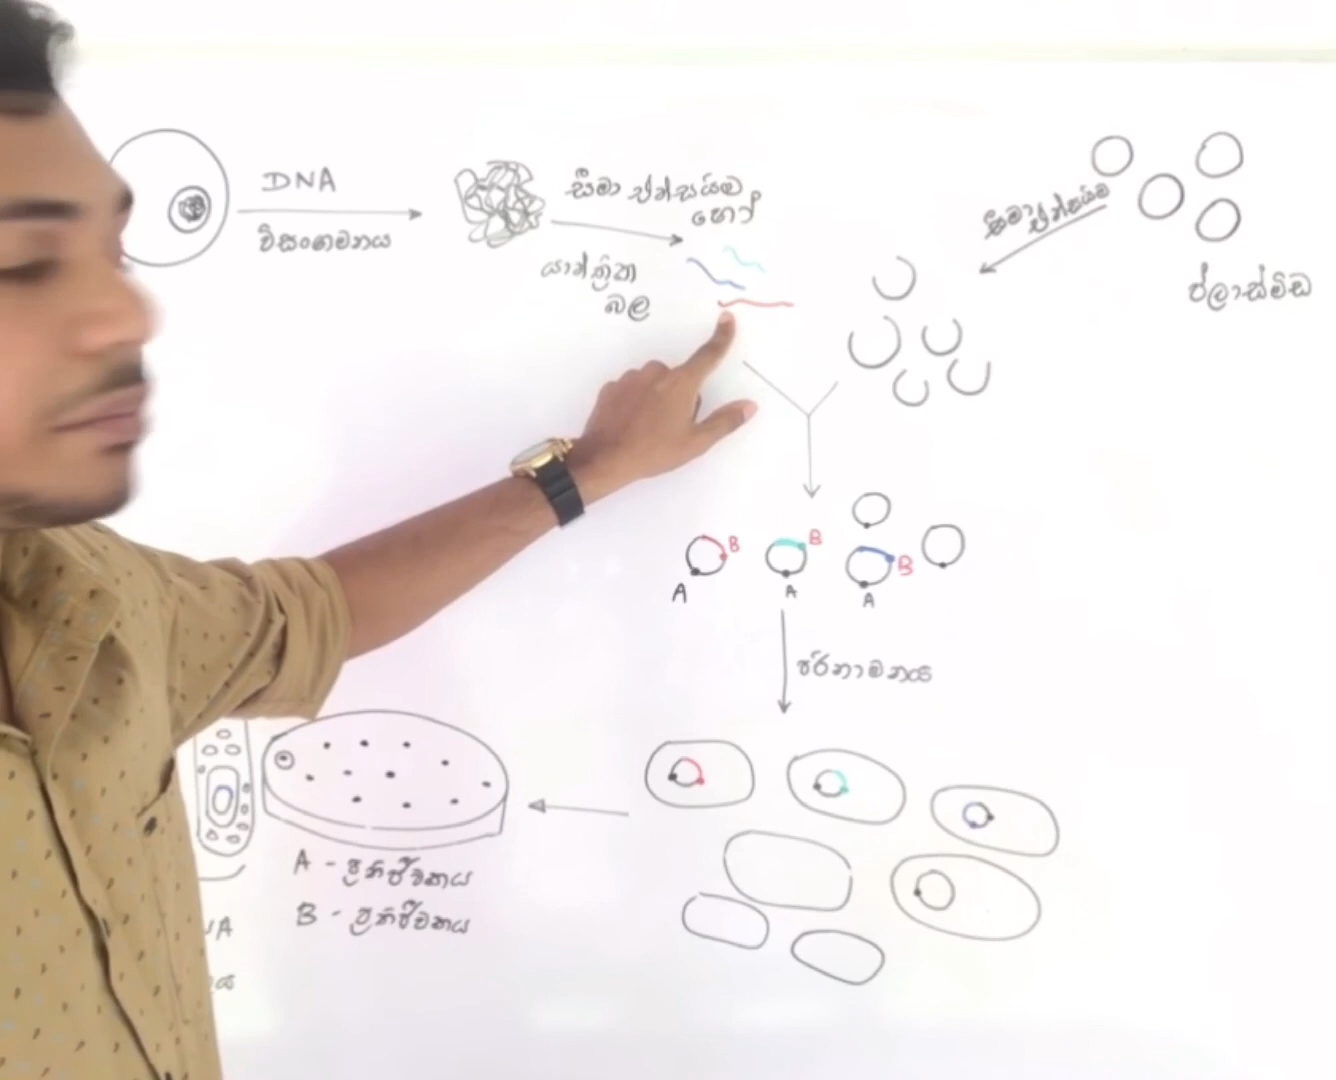 DNA
විසංගමනය
සීමා එන්සයිම
හෝ
යාන්ත්‍රික
බල
සීමා එන්සයිම
ප්ලාස්මිඩ
B
A
B
A
B
A
පරිනාමනය
A - ප්‍රතිජීවකය
B - ප්‍රතිජීවකය